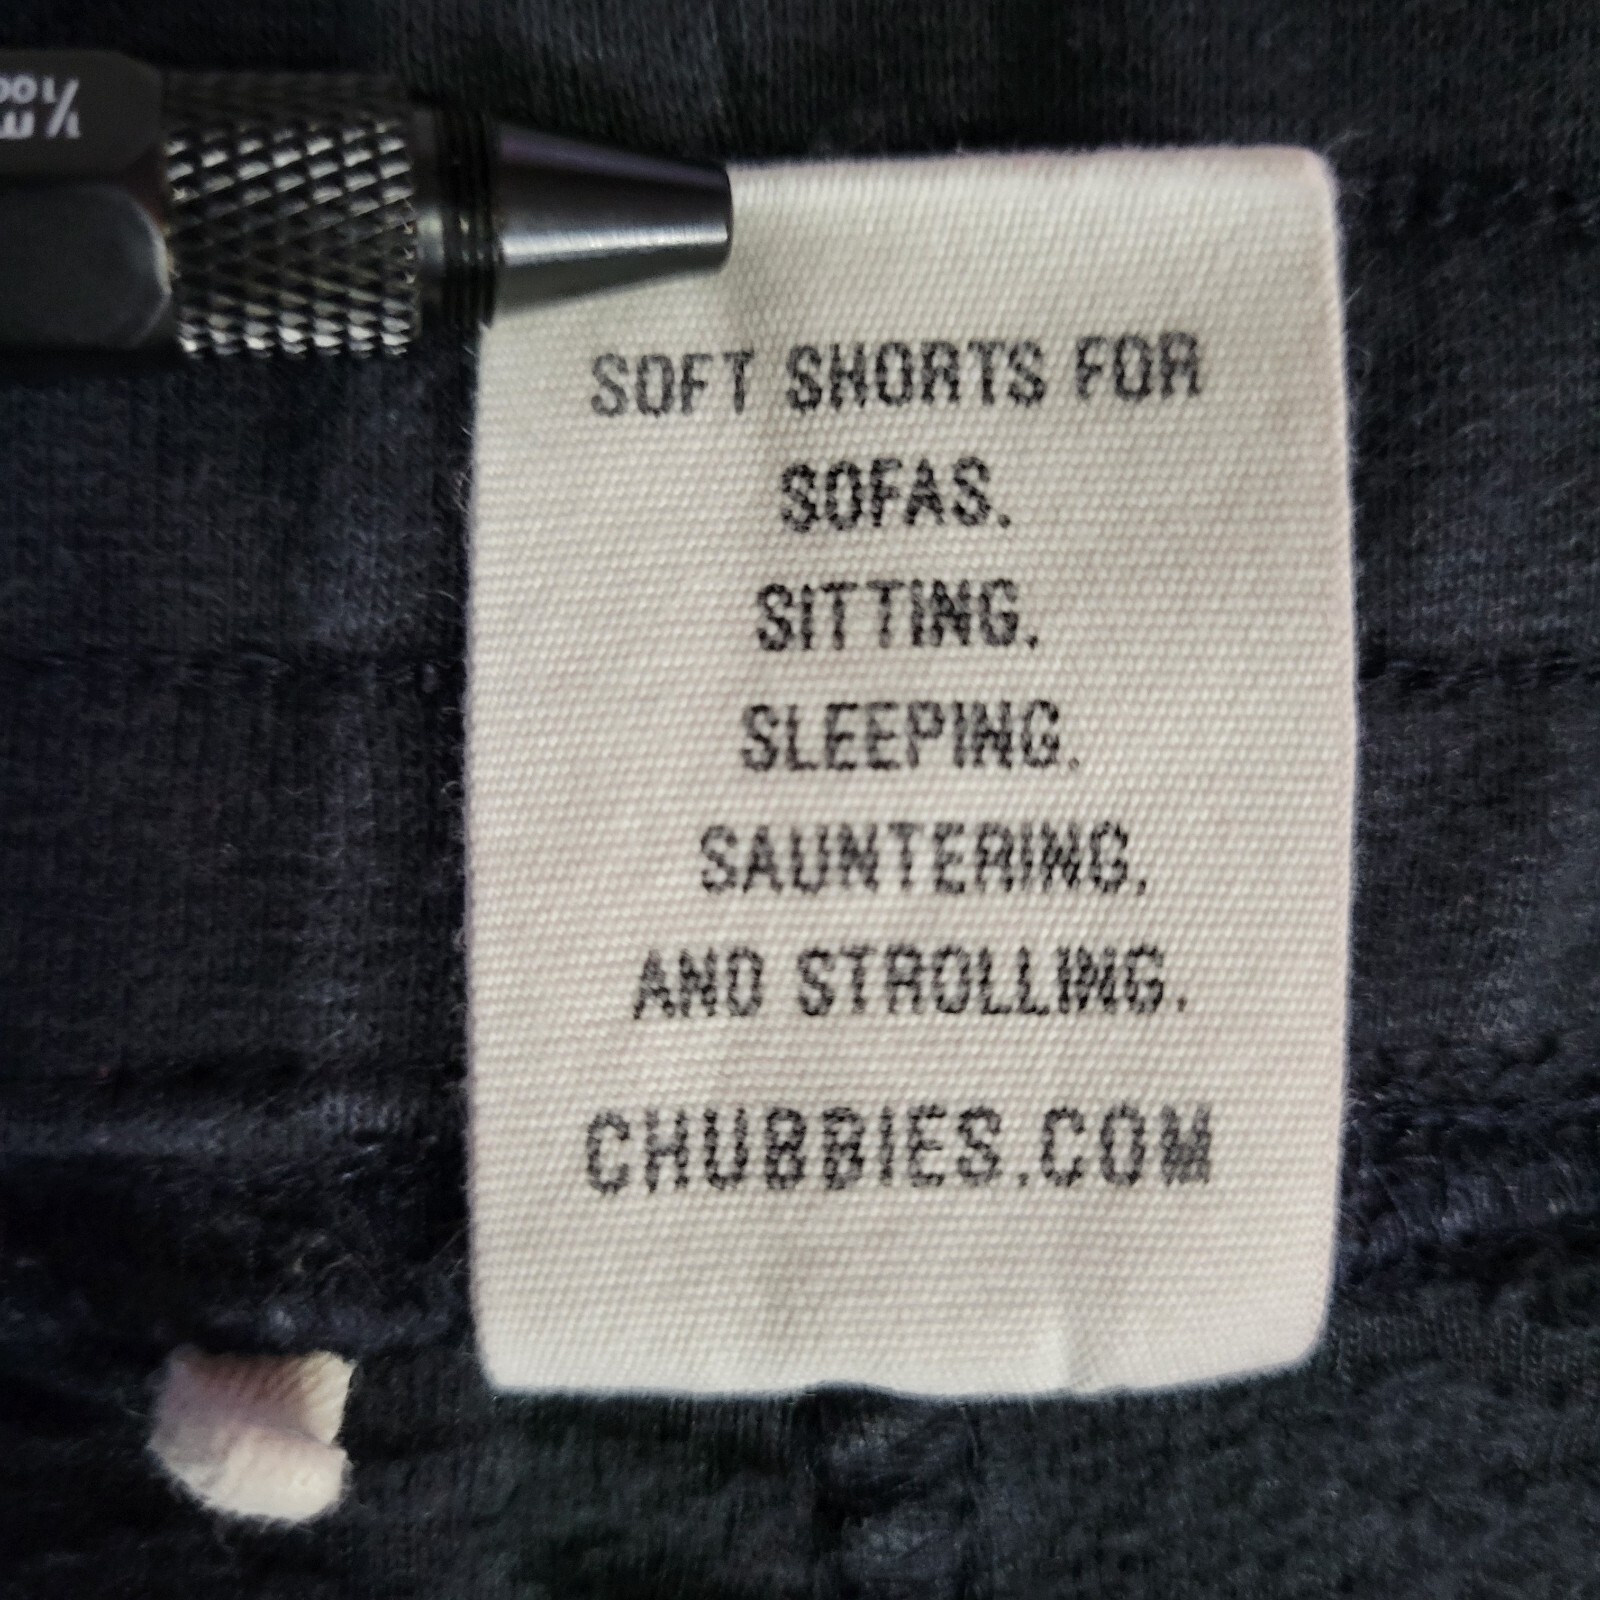 SOFT SHORTS FOR
SOFAS.
SITTING.
SLEEPING.
SAUNTERING,
AND STROLLING.
CHUBBIES.COM